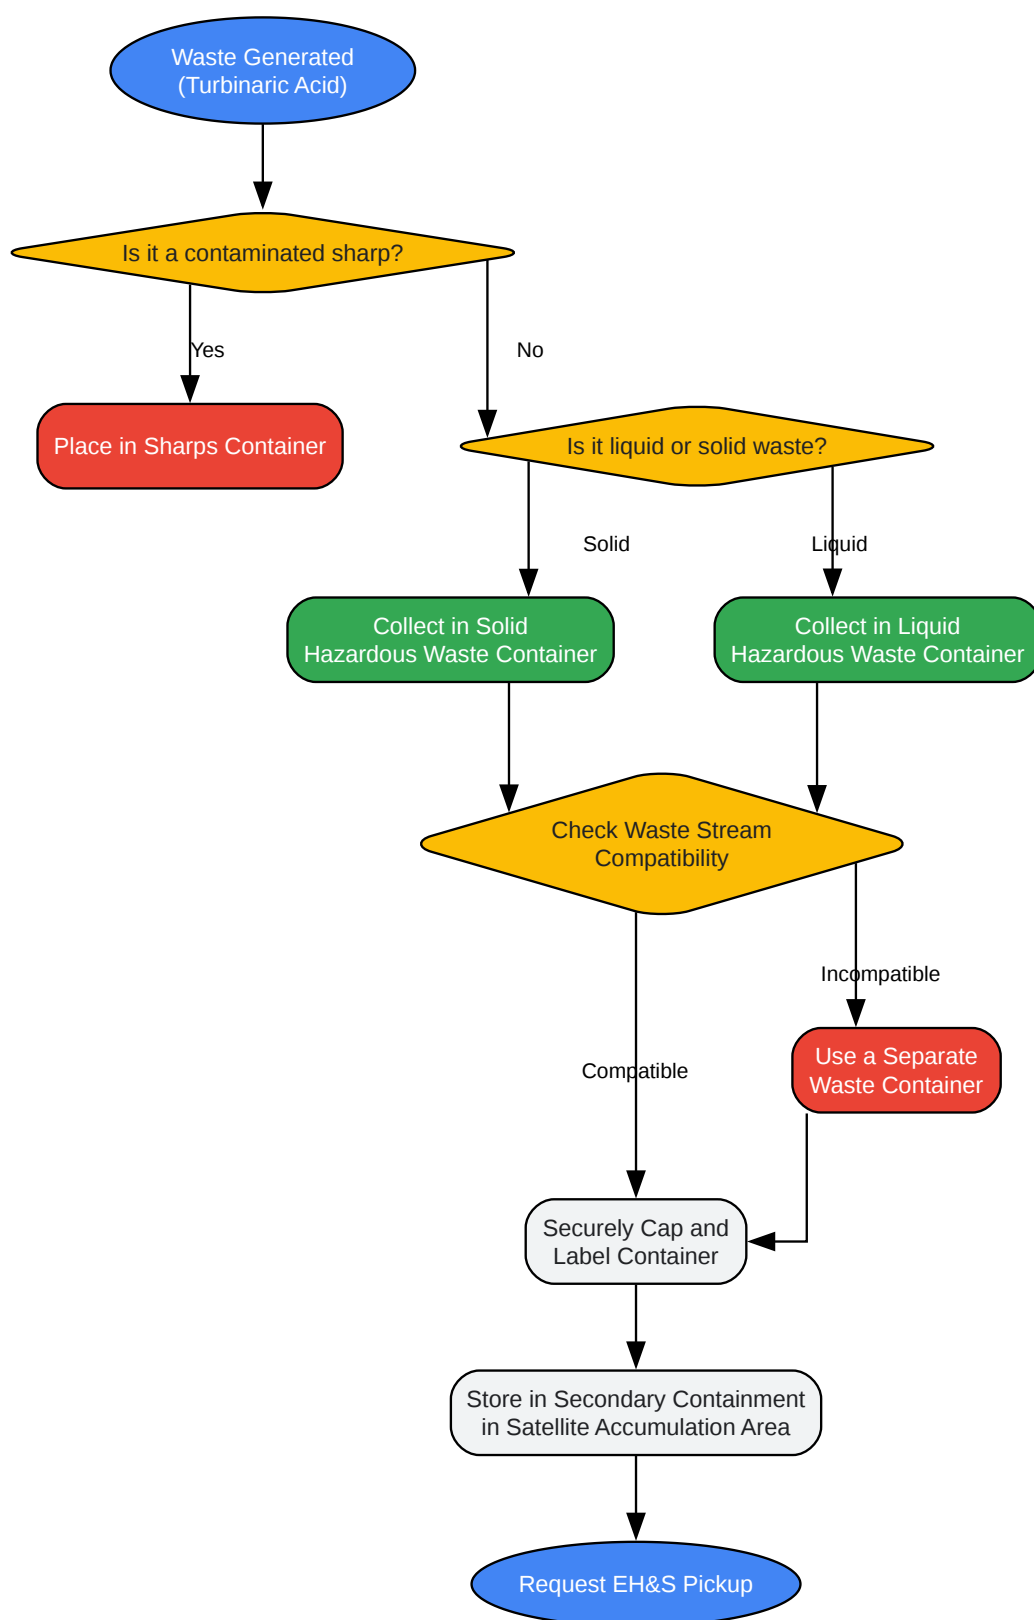 Waste Generated
(Turbinaric Acid)
Is it a contaminated sharp?
Yes
No
Place in Sharps Container
Is it liquid or solid waste?
Solid
Liquid
Collect in Solid
Hazardous Waste Container
Collect in Liquid
Hazardous Waste Container
Check Waste Stream
Compatibility
Incompatible
Use a Separate
Waste Container
Compatible
Securely Cap and
Label Container
Store in Secondary Containment
in Satellite Accumulation Area
Request EH&S Pickup